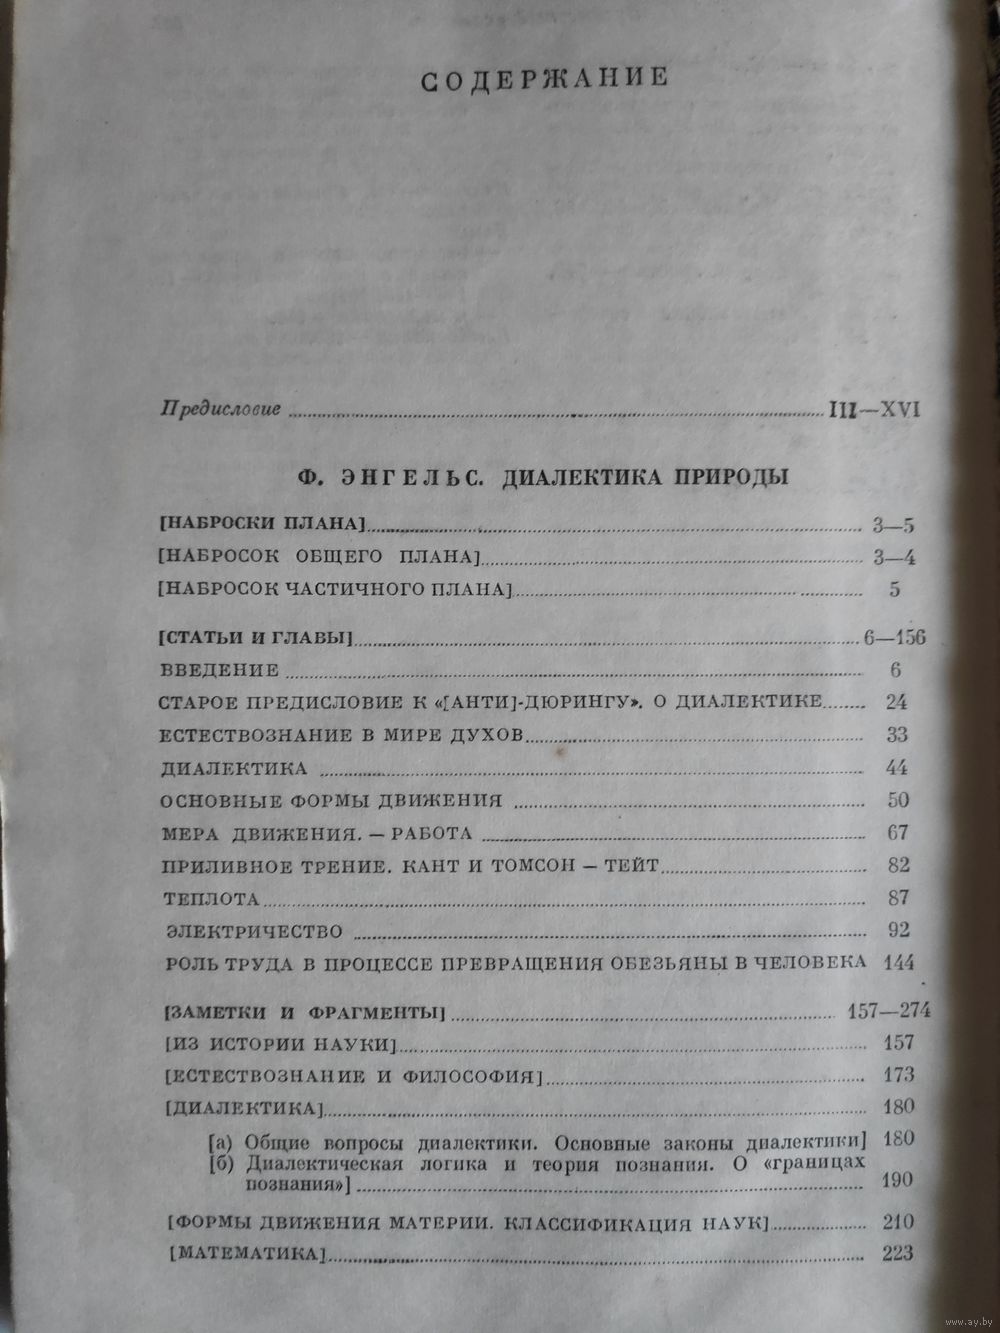 СОДЕРЖАНИЕ
Предисловие III—XVI
Ф. ЭНГЕЛЬС. ДИАЛЕКТИКА ПРИРОДЫ
[НАБРОСКИ ПЛАНА] 3—5
[НАБРОСОК ОБЩЕГО ПЛАНА] 3—4
[НАБРОСОК ЧАСТИЧНОГО ПЛАНА] 5
[СТАТЬИ И ГЛАВЫ] 6—156
ВВЕДЕНИЕ 6
СТАРОЕ ПРЕДИСЛОВИЕ К «[АНТИ]-ДЮРИНГУ». О ДИАЛЕКТИКЕ 24
ЕСТЕСТВОЗНАНИЕ В МИРЕ ДУХОВ 33
ДИАЛЕКТИКА 44
ОСНОВНЫЕ ФОРМЫ ДВИЖЕНИЯ 50
МЕРА ДВИЖЕНИЯ. — РАБОТА 67
ПРИЛИВНОЕ ТРЕНИЕ. КАНТ И ТОМСОН — ТЕЙТ 82
ТЕПЛОТА 87
ЭЛЕКТРИЧЕСТВО 92
РОЛЬ ТРУДА В ПРОЦЕССЕ ПРЕВРАЩЕНИЯ ОБЕЗЬЯНЫ В ЧЕЛОВЕКА 144
[ЗАМЕТКИ И ФРАГМЕНТЫ] 157—274
[ИЗ ИСТОРИИ НАУКИ] 157
[ЕСТЕСТВОЗНАНИЕ И ФИЛОСОФИЯ] 173
[ДИАЛЕКТИКА] 180
[а) Общие вопросы диалектики. Основные законы диалектики] 180
[б) Диалектическая логика и теория познания. О «границах
познания»] 190
[ФОРМЫ ДВИЖЕНИЯ МАТЕРИИ. КЛАССИФИКАЦИЯ НАУК] 210
[МАТЕМАТИКА] 223
www.ay.by